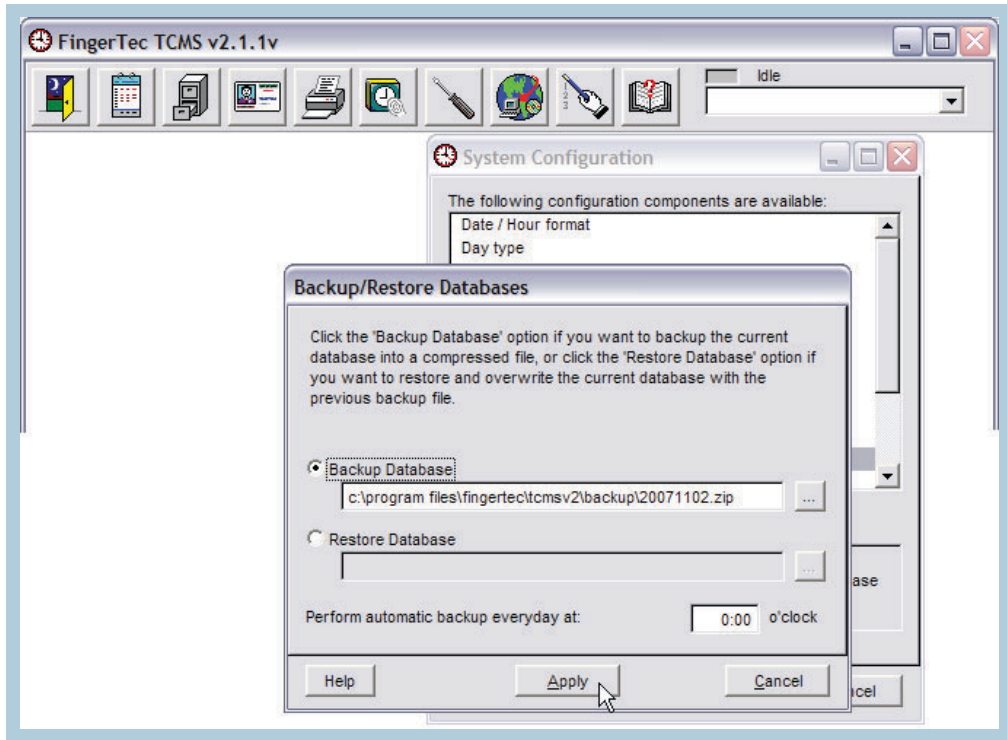 FingerTec TCMS v2.1.1v
Idle
System Configuration
The following configuration components are available:
Date / Hour format
Day type
Backup/Restore Databases
Click the 'Backup Database' option if you want to backup the current
database into a compressed file, or click the 'Restore Database' option if
you want to restore and overwrite the current database with the
previous backup file.
Backup Database
c:\program files\fingertec\tcmsv2\backup\20071102.zip
...
Restore Database
...
ase
Perform automatic backup everyday at:
0:00 o'clock
Help
Apply
Cancel
cel